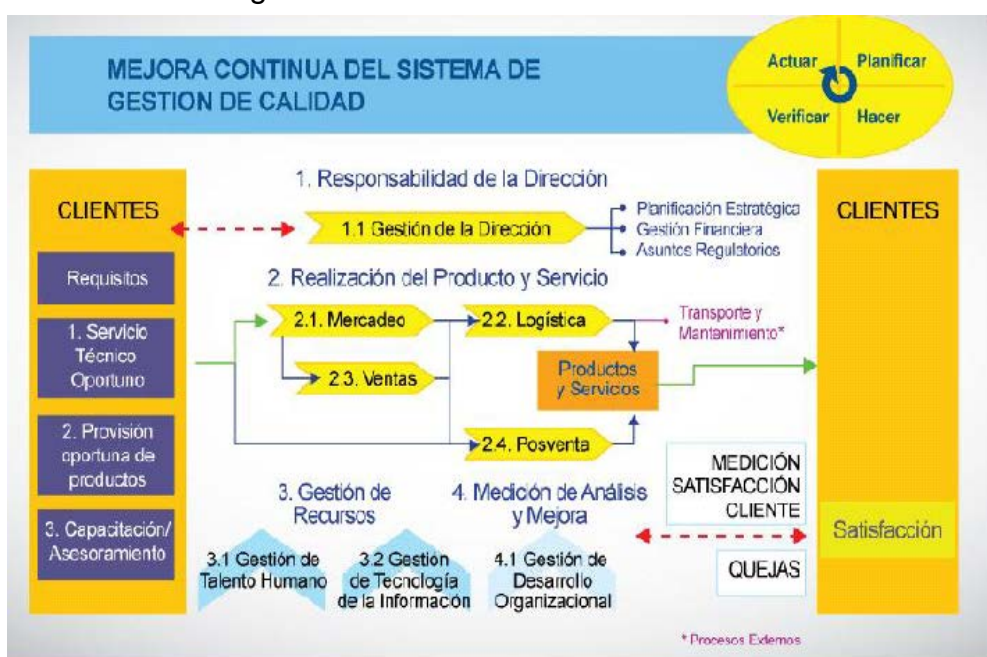 MEJORA CONTINUA DEL SISTEMA DE
GESTION DE CALIDAD
Actuar
Planificar
Verificar
Hacer
CLIENTES
Requisitos
1. Servicio
Técnico
Oportuno
2. Provisión
oportuna de
productos
3. Capacitación/
Asesoramiento
1. Responsabilidad de la Dirección
1.1 Gestión de la Dirección
Planificación Estratégica
Gestión Financiera
Asuntos Regulatorios
2. Realización del Producto y Servicio
2.1. Mercadeo
2.2. Logística
Transporte y
Mantenimiento*
2.3. Ventas
Productos
y Servicios
2.4. Posventa
3. Gestión de
Recursos
3.1 Gestión de
Talento Humano
3.2 Gestión
de Tecnología
de la Información
4. Medición de Análisis
y Mejora
4.1 Gestión de
Desarrollo
Organizacional
MEDICIÓN
SATISFACCIÓN
CLIENTE
QUEJAS
CLIENTES
Satisfacción
* Procesos Externos